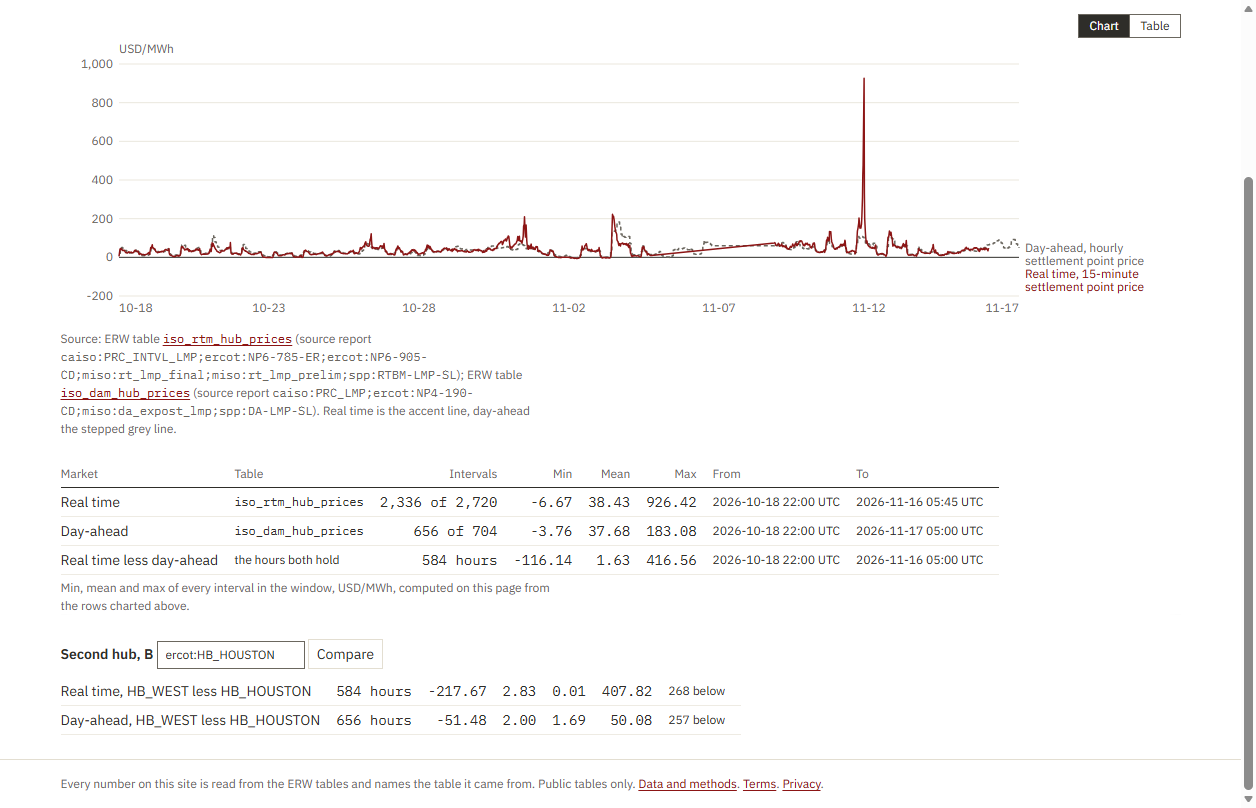 Chart Table
USD/MWh
1,000
800
600
400
200
0
-200
10-18 10-23 10-28 11-02 11-07 11-12 11-17
Day-ahead, hourly
settlement point price
Real time, 15-minute
settlement point price
Source: ERW table iso_rtm_hub_prices (source report
caiso:PRC_INTVL_LMP;ercot:NP6-785-ER;ercot:NP6-905-
CD;miso:rt_lmp_final;miso:rt_lmp_prelim;spp:RTBM-LMP-SL); ERW table
iso_dam_hub_prices (source report caiso:PRC_LMP;ercot:NP4-190-
CD;miso:da_expost_lmp;spp:DA-LMP-SL). Real time is the accent line, day-ahead
the stepped grey line.
Market Table Intervals Min Mean Max From To
Real time iso_rtm_hub_prices 2,336 of 2,720 -6.67 38.43 926.42 2026-10-18 22:00 UTC 2026-11-16 05:45 UTC
Day-ahead iso_dam_hub_prices 656 of 704 -3.76 37.68 183.08 2026-10-18 22:00 UTC 2026-11-17 05:00 UTC
Real time less day-ahead the hours both hold 584 hours -116.14 1.63 416.56 2026-10-18 22:00 UTC 2026-11-16 05:00 UTC
Min, mean and max of every interval in the window, USD/MWh, computed on this page from
the rows charted above.
Second hub, B ercot:HB_HOUSTON Compare
Real time, HB_WEST less HB_HOUSTON 584 hours -217.67 2.83 0.01 407.82 268 below
Day-ahead, HB_WEST less HB_HOUSTON 656 hours -51.48 2.00 1.69 50.08 257 below
Every number on this site is read from the ERW tables and names the table it came from. Public tables only. Data and methods. Terms. Privacy.